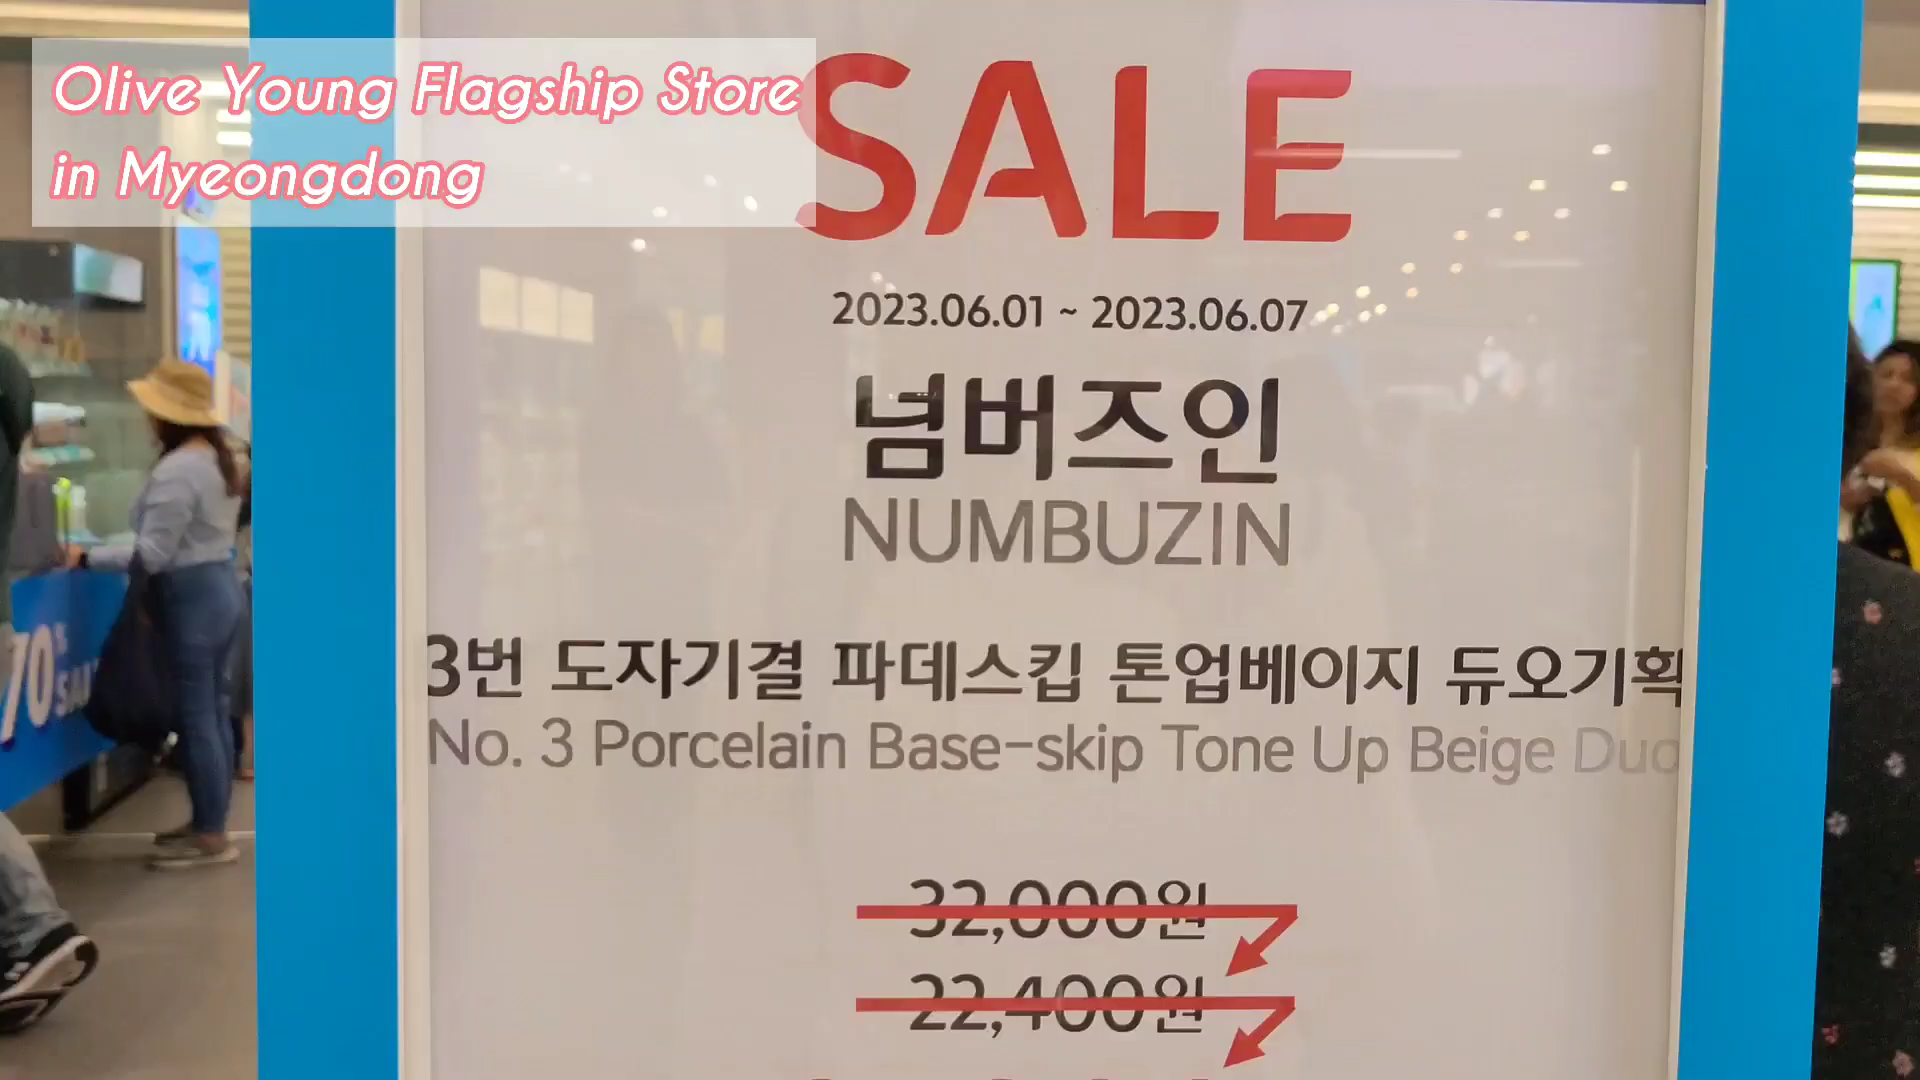 Olive Young Flagship Store
in Myeongdong
SALE
2023.06.01 ~ 2023.06.07
넘버즈인
NUMBUZIN
3번 도자기결 파데스킵 톤업베이지 듀오기획
No. 3 Porcelain Base-skip Tone Up Beige Duo
32,000원
22,400원
70%
SAL